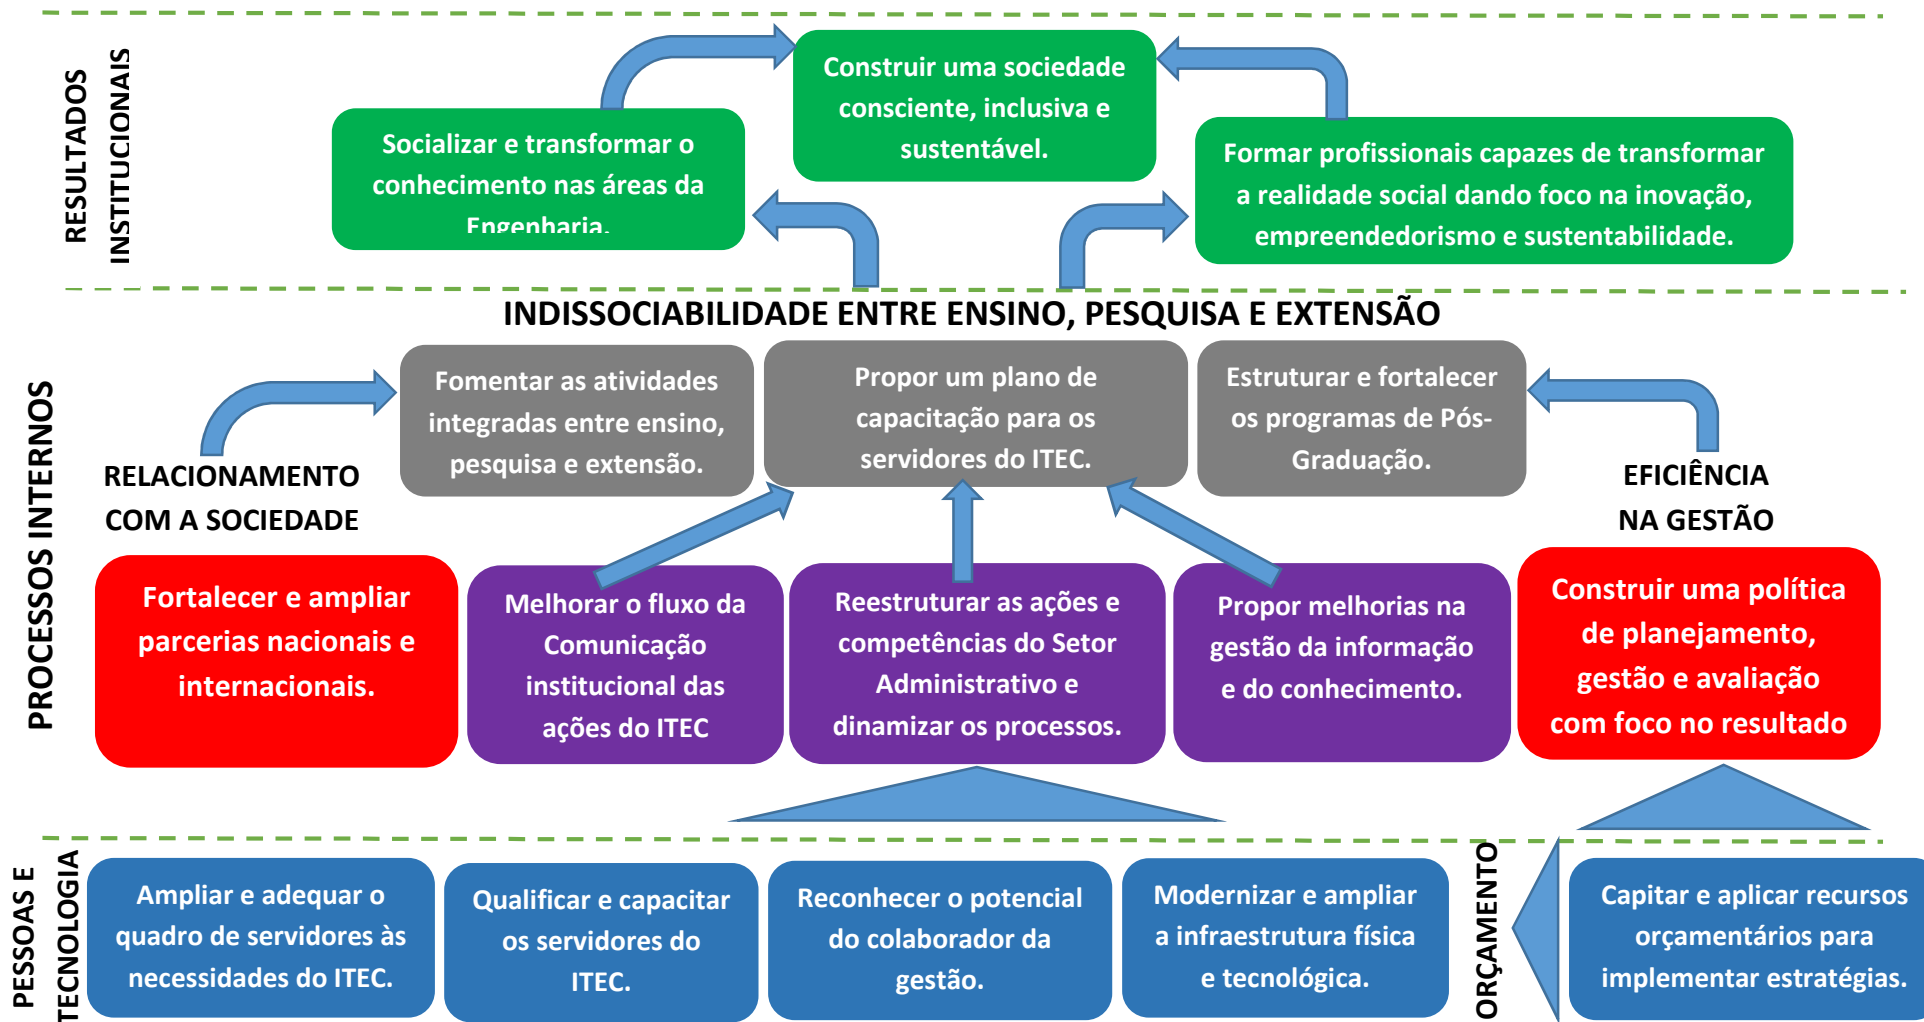 RESULTADOS
INSTITUCIONAIS
Construir uma sociedade
consciente, inclusiva e
sustentável.
Socializar e transformar o
conhecimento nas áreas da
Engenharia.
Formar profissionais capazes de transformar
a realidade social dando foco na inovação,
empreendedorismo e sustentabilidade.
INDISSOCIABILIDADE ENTRE ENSINO, PESQUISA E EXTENSÃO
PROCESSOS INTERNOS
Fomentar as atividades
integradas entre ensino,
pesquisa e extensão.
Propor um plano de
capacitação para os
servidores do ITEC.
Estruturar e fortalecer
os programas de Pós-
Graduação.
RELACIONAMENTO
COM A SOCIEDADE
EFICIÊNCIA
NA GESTÃO
Fortalecer e ampliar
parcerias nacionais e
internacionais.
Melhorar o fluxo da
Comunicação
institucional das
ações do ITEC
Reestruturar as ações e
competências do Setor
Administrativo e
dinamizar os processos.
Propor melhorias na
gestão da informação
e do conhecimento.
Construir uma política
de planejamento,
gestão e avaliação
com foco no resultado
PESSOAS E
TECNOLOGIA
Ampliar e adequar o
quadro de servidores às
necessidades do ITEC.
Qualificar e capacitar
os servidores do
ITEC.
Reconhecer o potencial
do colaborador da
gestão.
Modernizar e ampliar
a infraestrutura física
e tecnológica.
ORÇAMENTO
Capitar e aplicar recursos
orçamentários para
implementar estratégias.